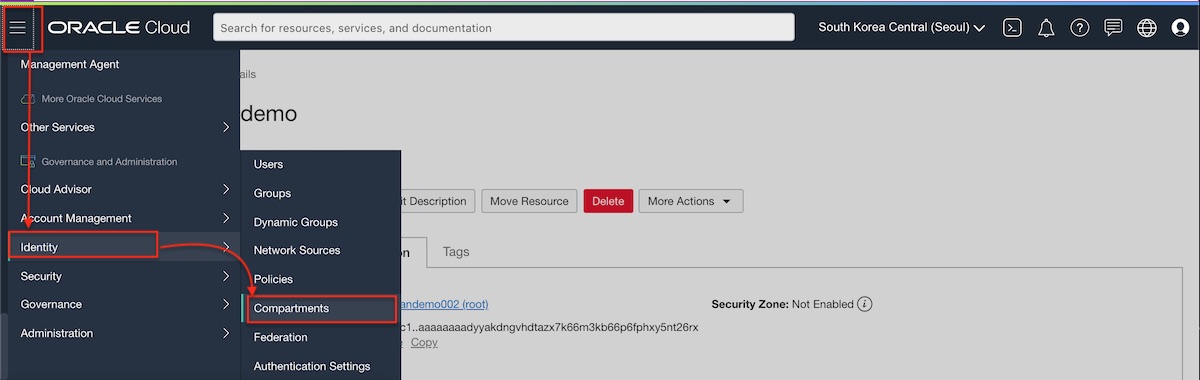 ORACLE Cloud
Search for resources, services, and documentation
South Korea Central (Seoul)
Management Agent
More Oracle Cloud Services
Other Services
Governance and Administration
Cloud Advisor
Account Management
Identity
Security
Governance
Administration
Users
Groups
Dynamic Groups
Network Sources
Policies
Compartments
Federation
Authentication Settings
ails
demo
it Description
Move Resource
Delete
More Actions
on
Tags
andemo002 (root)
Security Zone: Not Enabled
c1..aaaaaaaadyyakdngvhdtazx7k66m3kb66p6fphxy5nt26rx
Copy